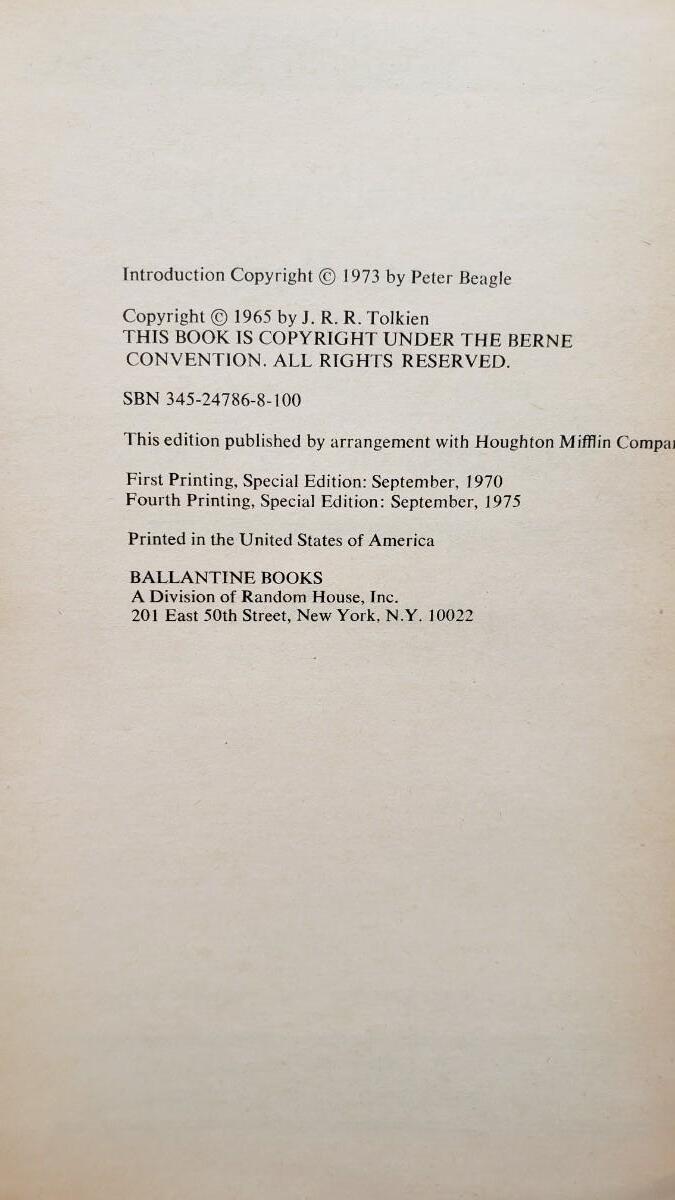 Introduction Copyright © 1973 by Peter Beagle
Copyright © 1965 by J. R. R. Tolkien
THIS BOOK IS COPYRIGHT UNDER THE BERNE
CONVENTION. ALL RIGHTS RESERVED.
SBN 345-24786-8-100
This edition published by arrangement with Houghton Mifflin Compa
First Printing, Special Edition: September, 1970
Fourth Printing, Special Edition: September, 1975
Printed in the United States of America
BALLANTINE BOOKS
A Division of Random House, Inc.
201 East 50th Street, New York, N.Y. 10022